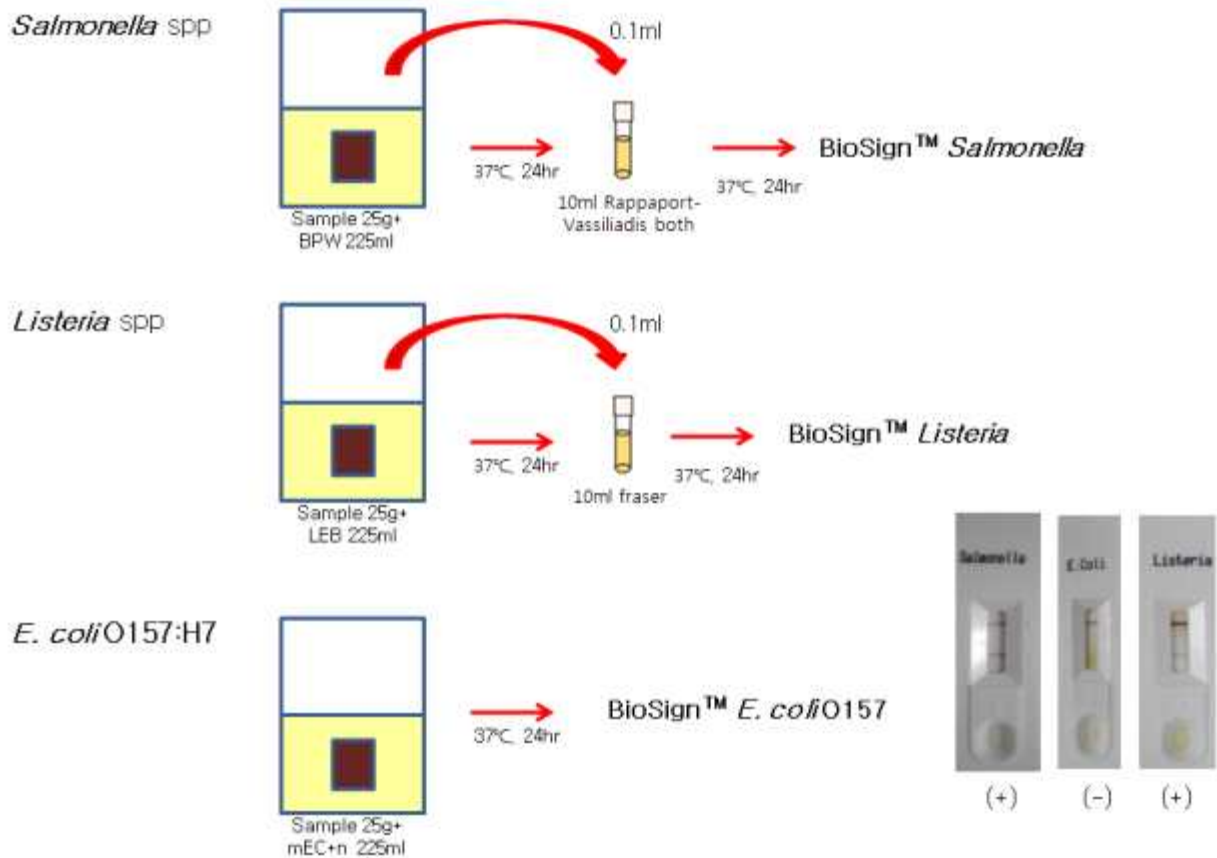 Salmonella spp
0.1ml
37℃, 24hr
37℃, 24hr
BioSign™ Salmonella
Sample 25g+
BPW 225ml
10ml Rappaport-
Vassiliadis both
Listeria spp
0.1ml
37℃, 24hr
37℃, 24hr
BioSign™ Listeria
Sample 25g+
LEB 225ml
10ml fraser
E. coli O157:H7
37℃, 24hr
BioSign™ E. coli O157
Sample 25g+
mEC+n 225ml
Salmonella
E.Coli
Listeria
(+)
(-)
(+)